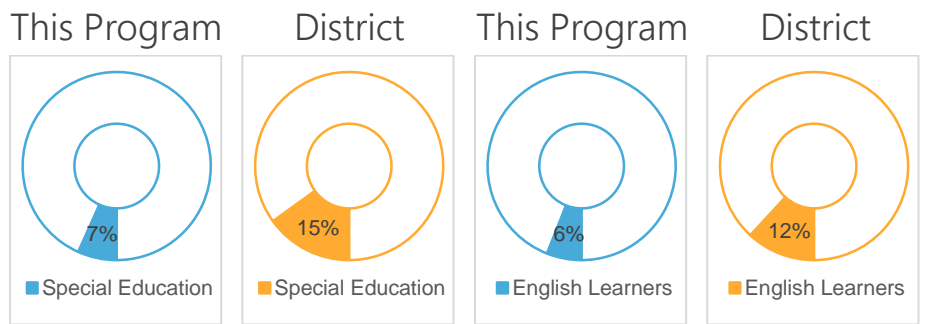 This Program
District
This Program
District
7%
15%
6%
12%
Special Education
Special Education
English Learners
English Learners